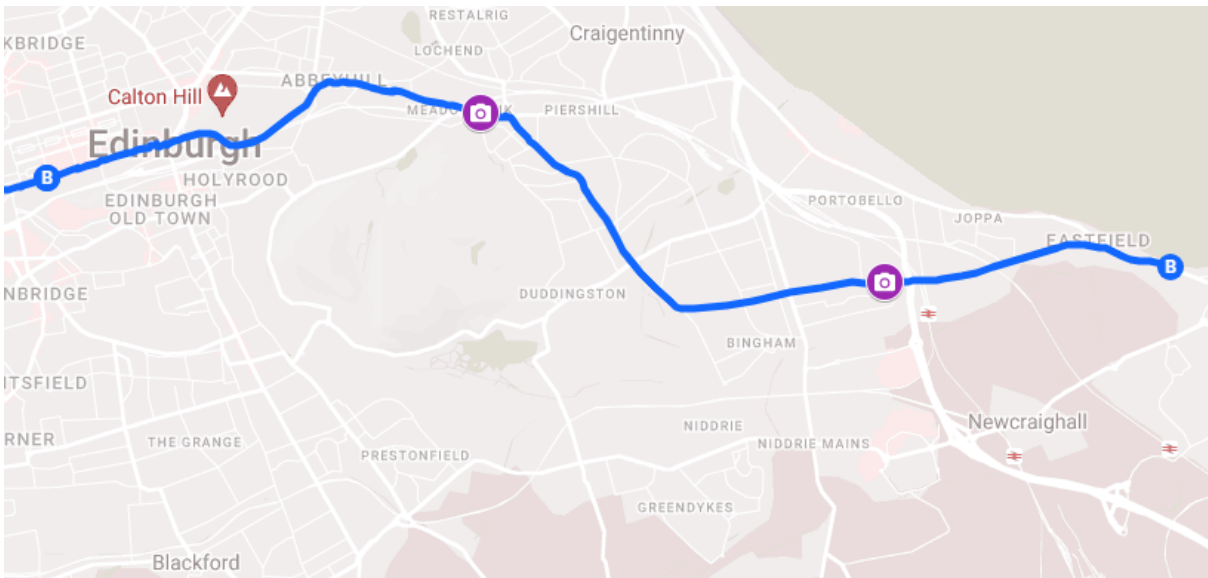 RESTALRIG
Craigentinny
KBRIDGE
LOCHEND
ABBEYHILL
Calton Hill
PIERSHILL
Edinburgh
B
HOLYROOD
EDINBURGH
OLD TOWN
PORTOBELLO
JOPPA
EASTFIELD
B
NBRIDGE
DUDDINGSTON
BINGHAM
ITSFIELD
NIDDRIE
Newcraighall
RNER
THE GRANGE
NIDDRIE MAINS
PRESTONFIELD
GREENDYKES
Blackford